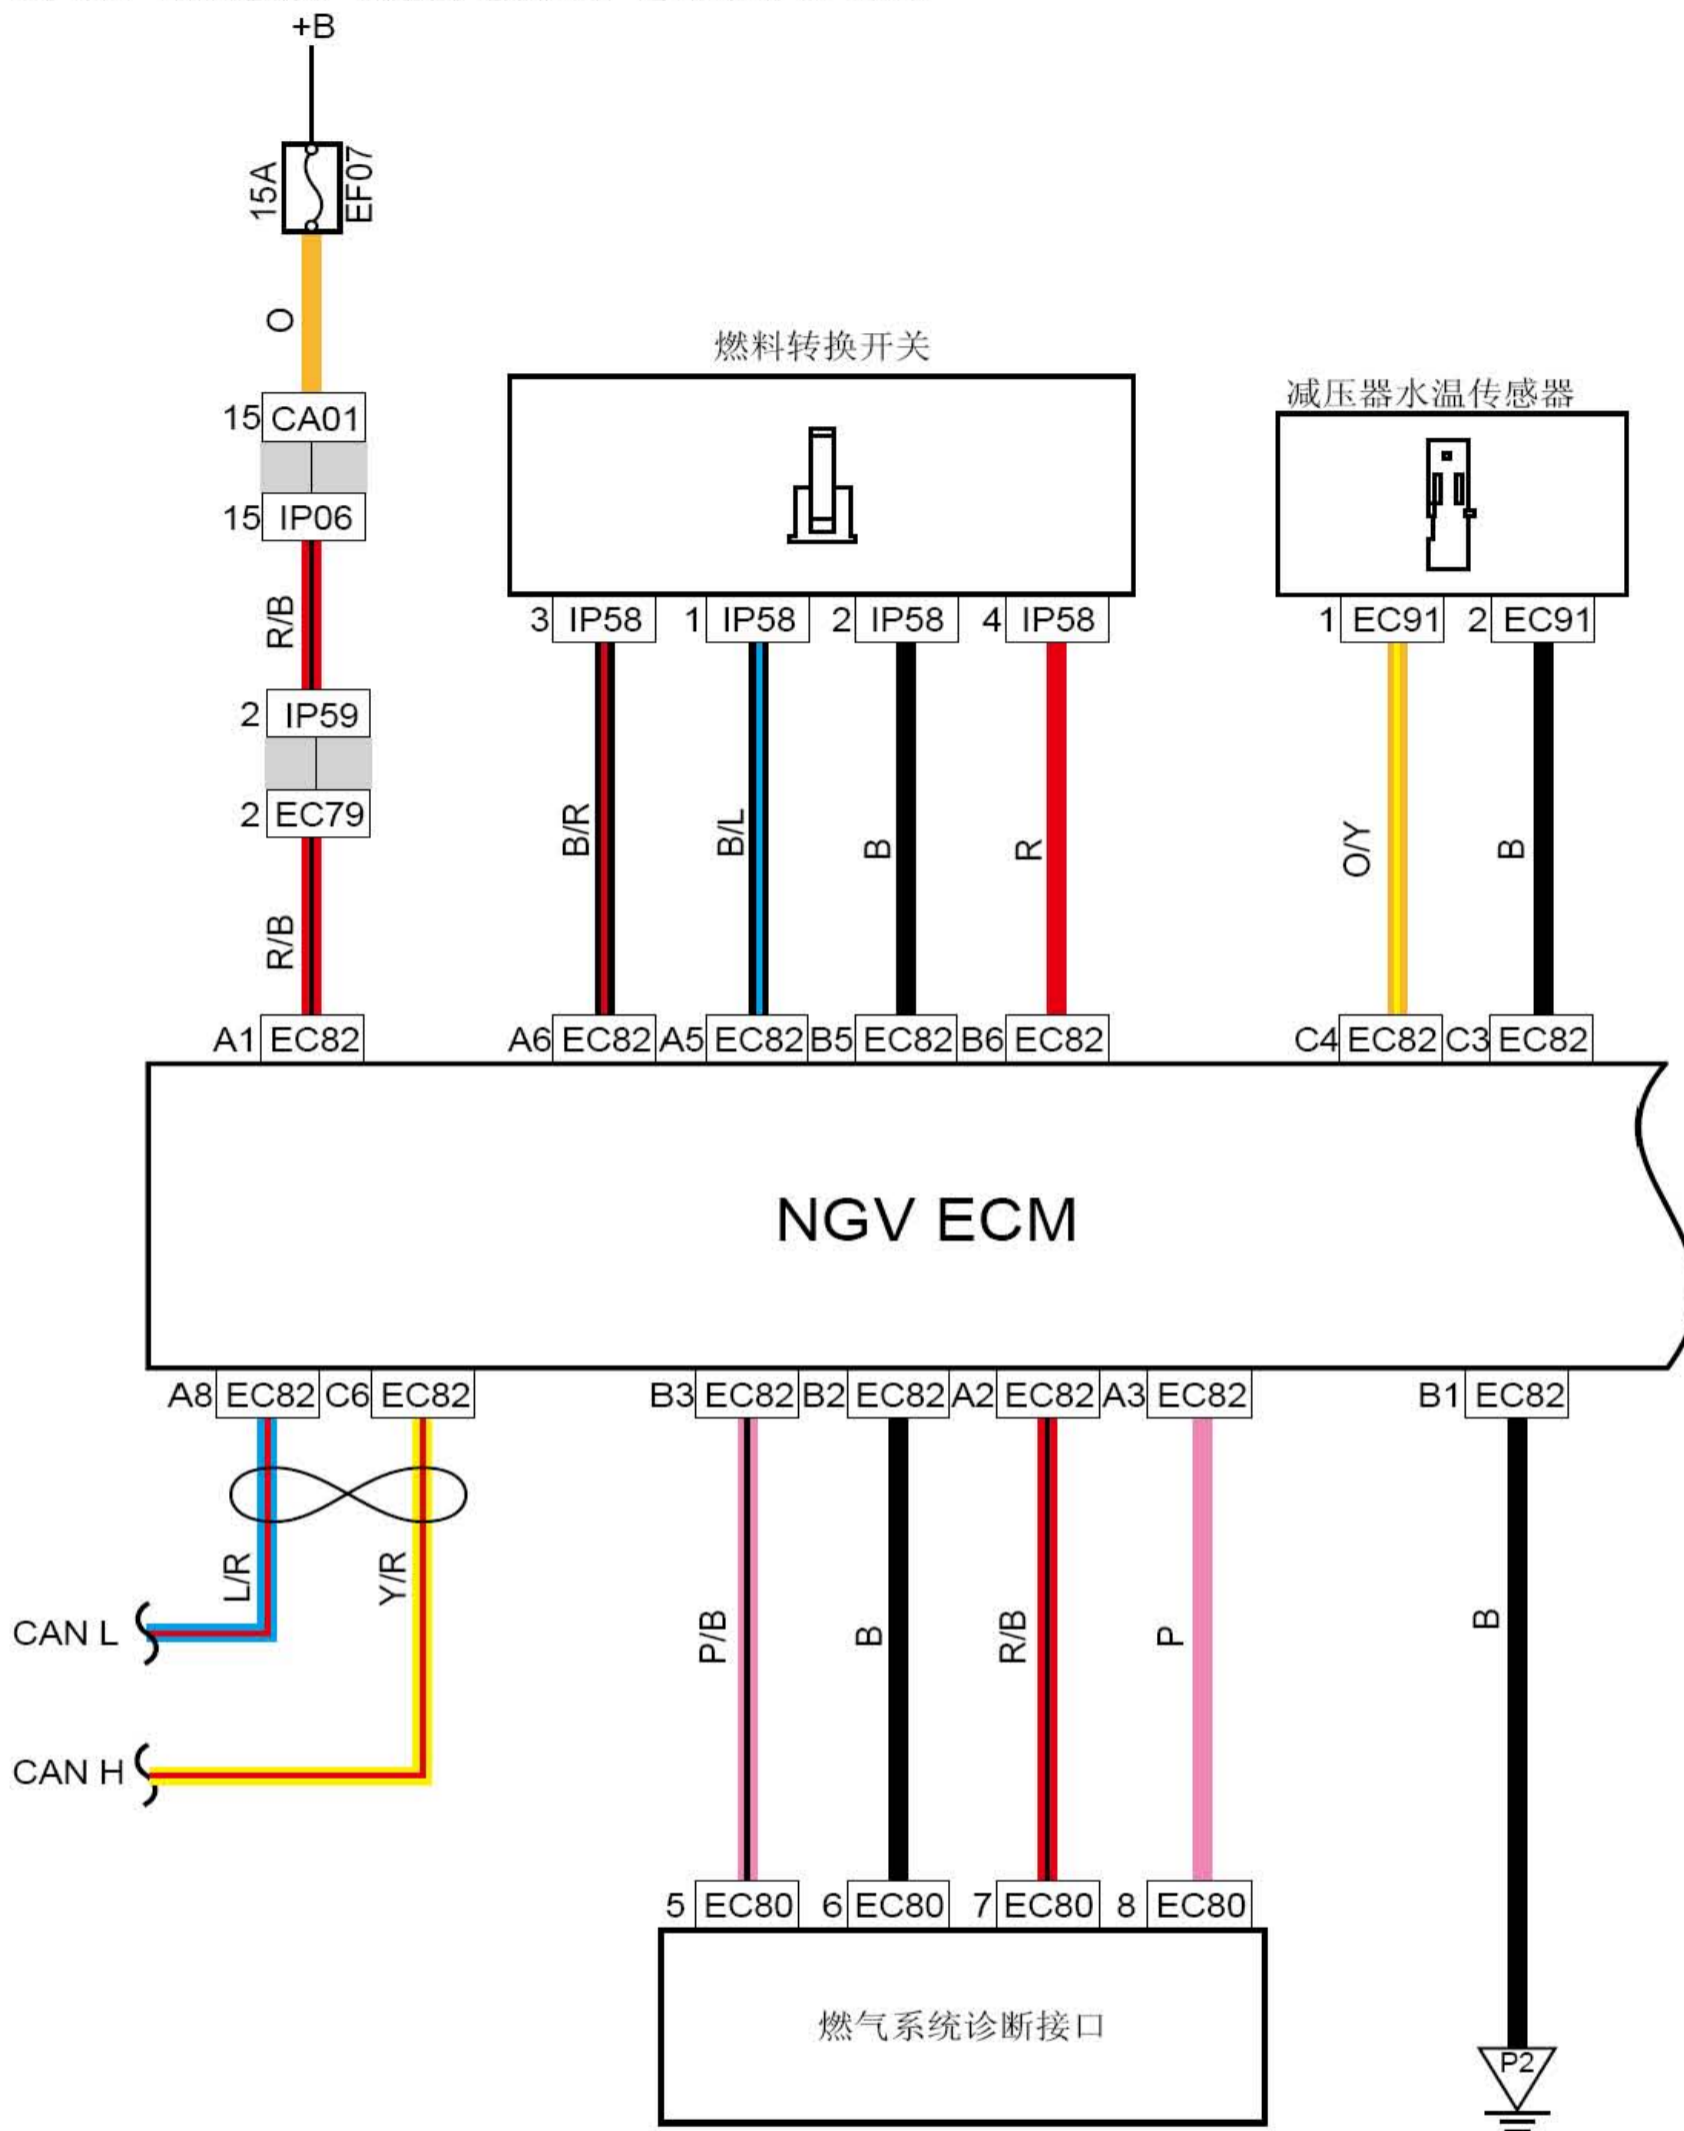 +B
15A
EF07
O
15 CA01
15 IP06
R/B
2 IP59
2 EC79
R/B
燃料转换开关
3 IP58 1 IP58 2 IP58 4 IP58
B/R B/L B R
减压器水温传感器
1 EC91 2 EC91
O/Y B
A1 EC82 A6 EC82 A5 EC82 B5 EC82 B6 EC82 C4 EC82 C3 EC82
NGV ECM
A8 EC82 C6 EC82 B3 EC82 B2 EC82 A2 EC82 A3 EC82 B1 EC82
L/R Y/R P/B B R/B P B
CAN L
CAN H
5 EC80 6 EC80 7 EC80 8 EC80
燃气系统诊断接口
P2